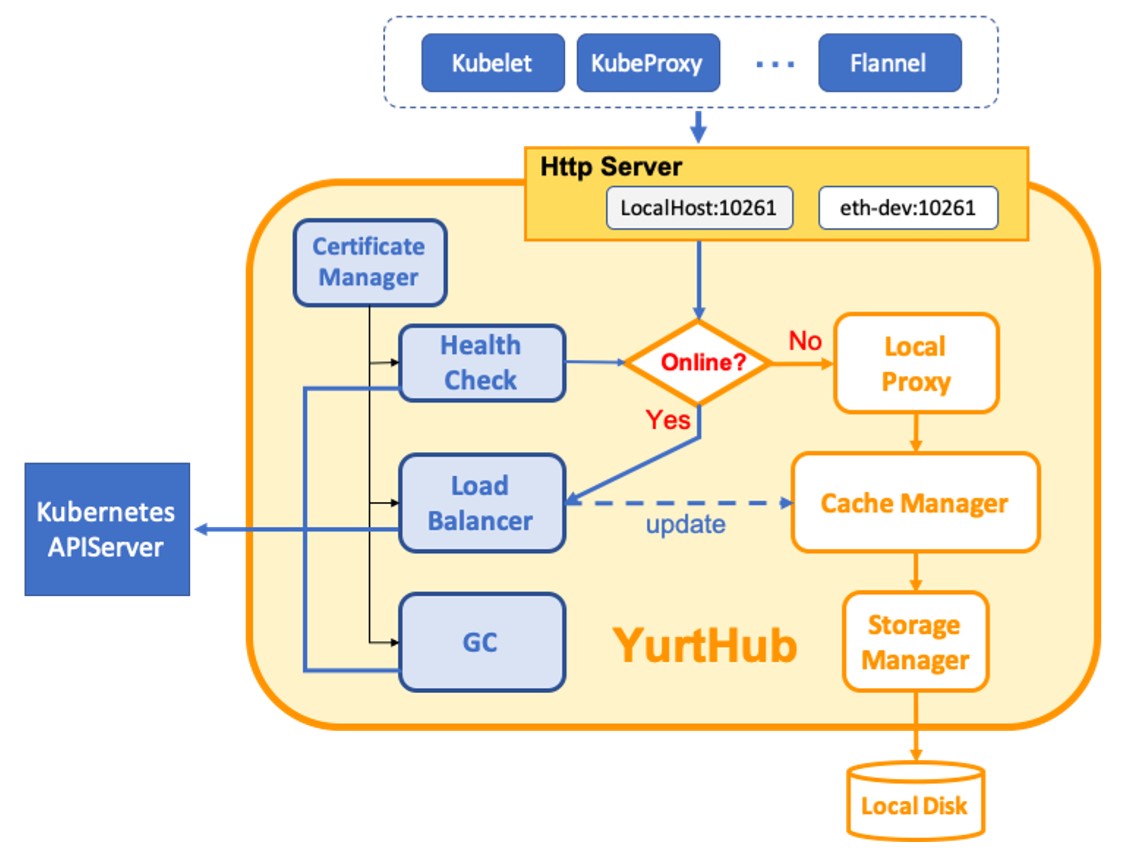 Kubelet
KubeProxy
...
Flannel
Http Server
LocalHost:10261
eth-dev:10261
Certificate
Manager
Health
Check
Online?
No
Local
Proxy
Yes
Load
Balancer
update
Cache Manager
Kubernetes
APIServer
GC
YurtHub
Storage
Manager
Local Disk